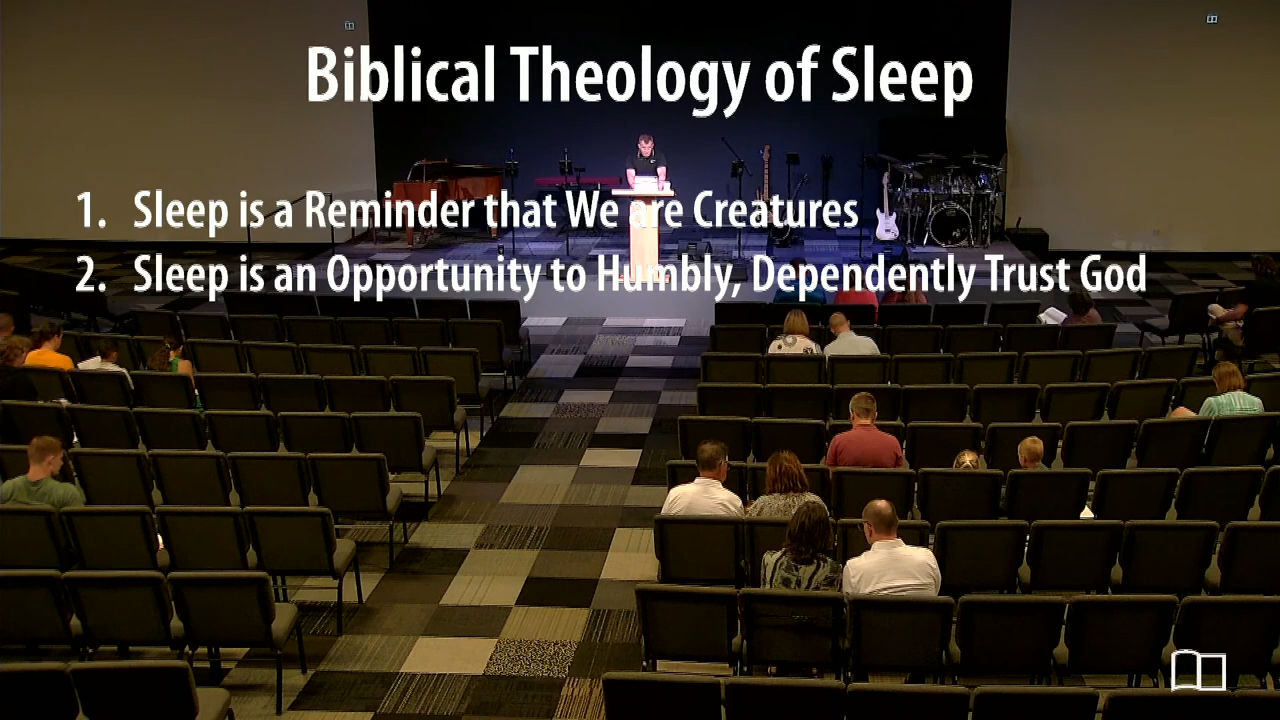 Biblical Theology of Sleep
1. Sleep is a Reminder that We are Creatures
2. Sleep is an Opportunity to Humbly, Dependently Trust God